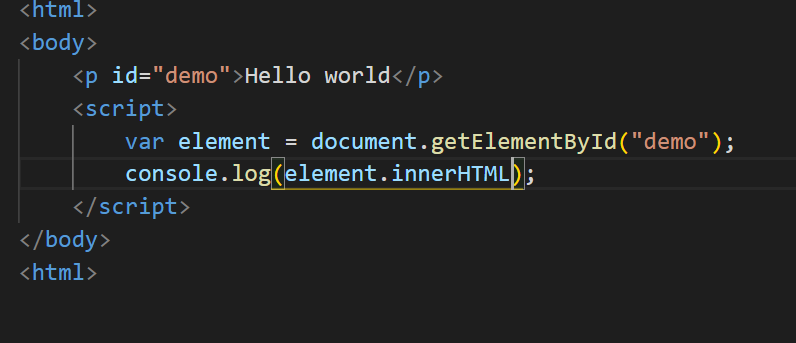 <html>
<body>
<p id="demo">Hello world</p>
<script>
var element = document.getElementById("demo");
console.log(element.innerHTML);
</script>
</body>
<html>